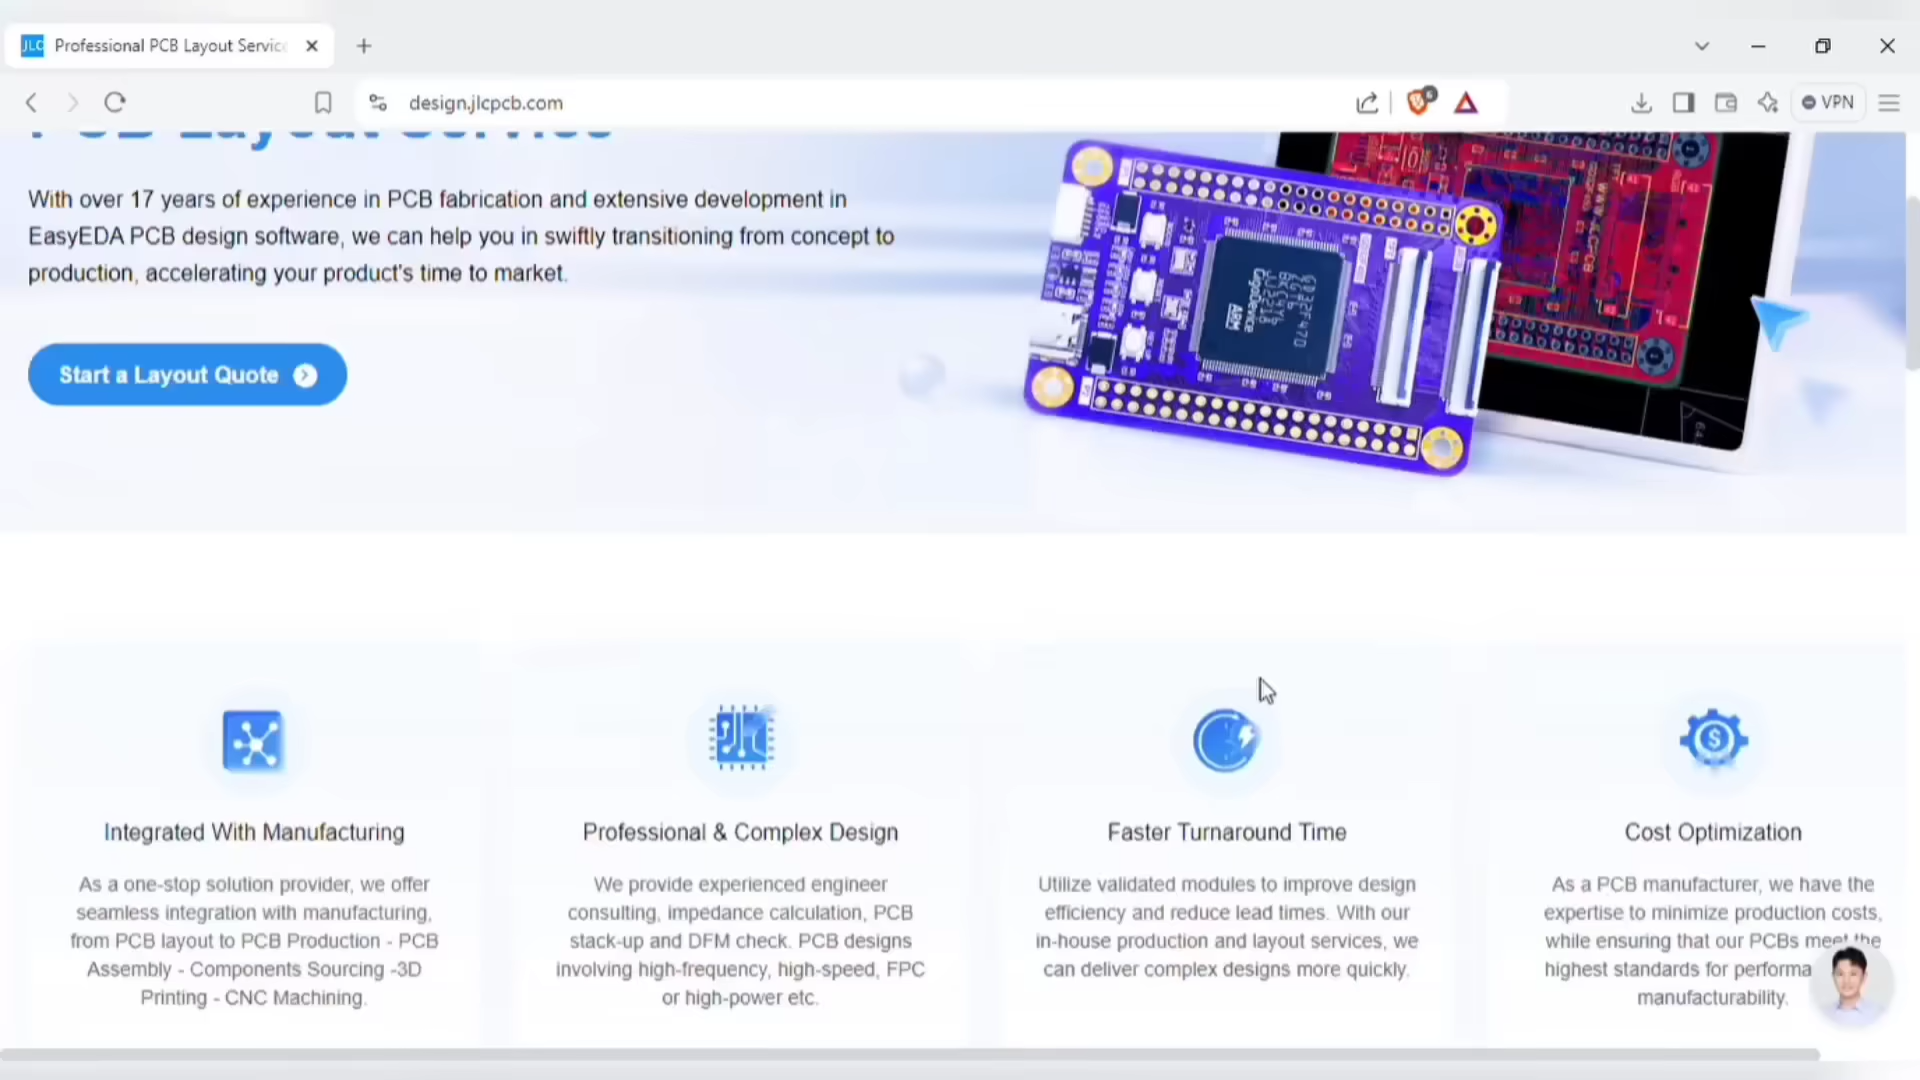 JLC Professional PCB Layout Servic
design.jlcpcb.com
6
VPN
PCB Layout Service
With over 17 years of experience in PCB fabrication and extensive development in
EasyEDA PCB design software, we can help you in swiftly transitioning from concept to
production, accelerating your product's time to market.
Start a Layout Quote
GD32F470
GigaDevice
ARM
Integrated With Manufacturing
As a one-stop solution provider, we offer
seamless integration with manufacturing,
from PCB layout to PCB Production - PCB
Assembly - Components Sourcing -3D
Printing - CNC Machining.
Professional & Complex Design
We provide experienced engineer
consulting, impedance calculation, PCB
stack-up and DFM check. PCB designs
involving high-frequency, high-speed, FPC
or high-power etc.
Faster Turnaround Time
Utilize validated modules to improve design
efficiency and reduce lead times. With our
in-house production and layout services, we
can deliver complex designs more quickly.
Cost Optimization
As a PCB manufacturer, we have the
expertise to minimize production costs,
while ensuring that our PCBs meet the
highest standards for performa
manufacturability.